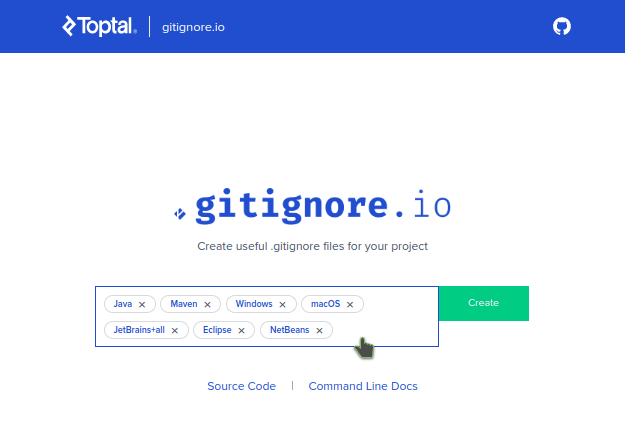 Toptal gitignore.io
gitignore.io
Create useful .gitignore files for your project
Java × Maven × Windows × macOS × Create
JetBrains+all × Eclipse × NetBeans ×
Source Code | Command Line Docs